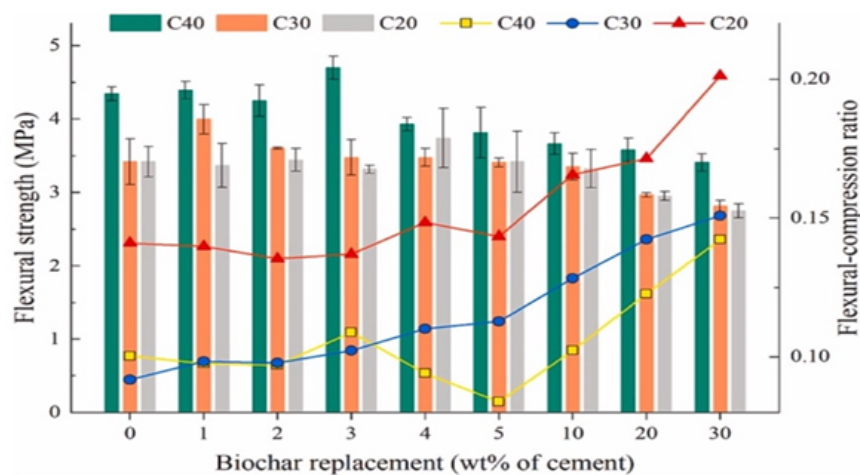 C40 C30 C20 C40 C30 C20
Flexural strength (MPa)
5
4
3
2
1
0
0.20
0.15
0.10
Flexural-compression ratio
0 1 2 3 4 5 10 20 30
Biochar replacement (wt% of cement)